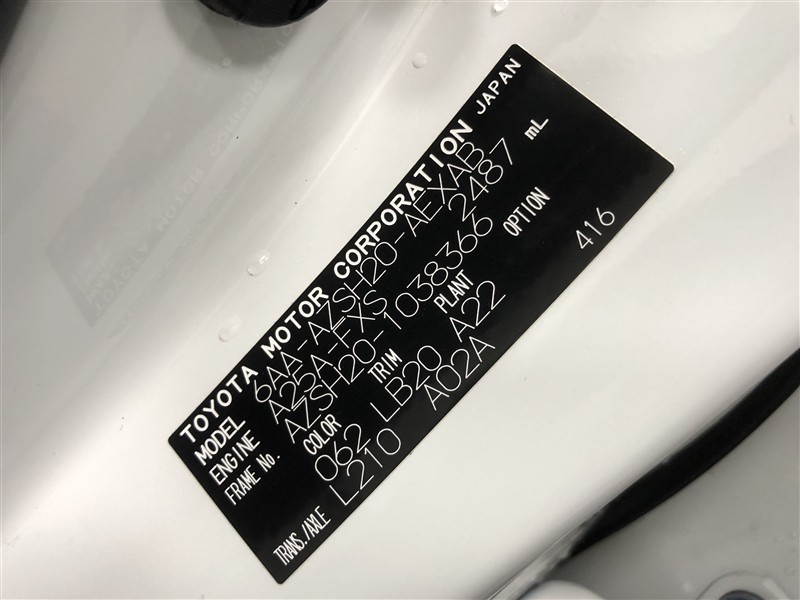 TOYOTA MOTOR CORPORATION JAPAN
MODEL 6AA-AZSH20-AEXAB
ENGINE A25A-FXS 2487 mL
FRAME No. AZSH20-1038366
COLOR TRIM PLANT OPTION
062 LB20 A22 416
TRANS./AXLE L210 A02A